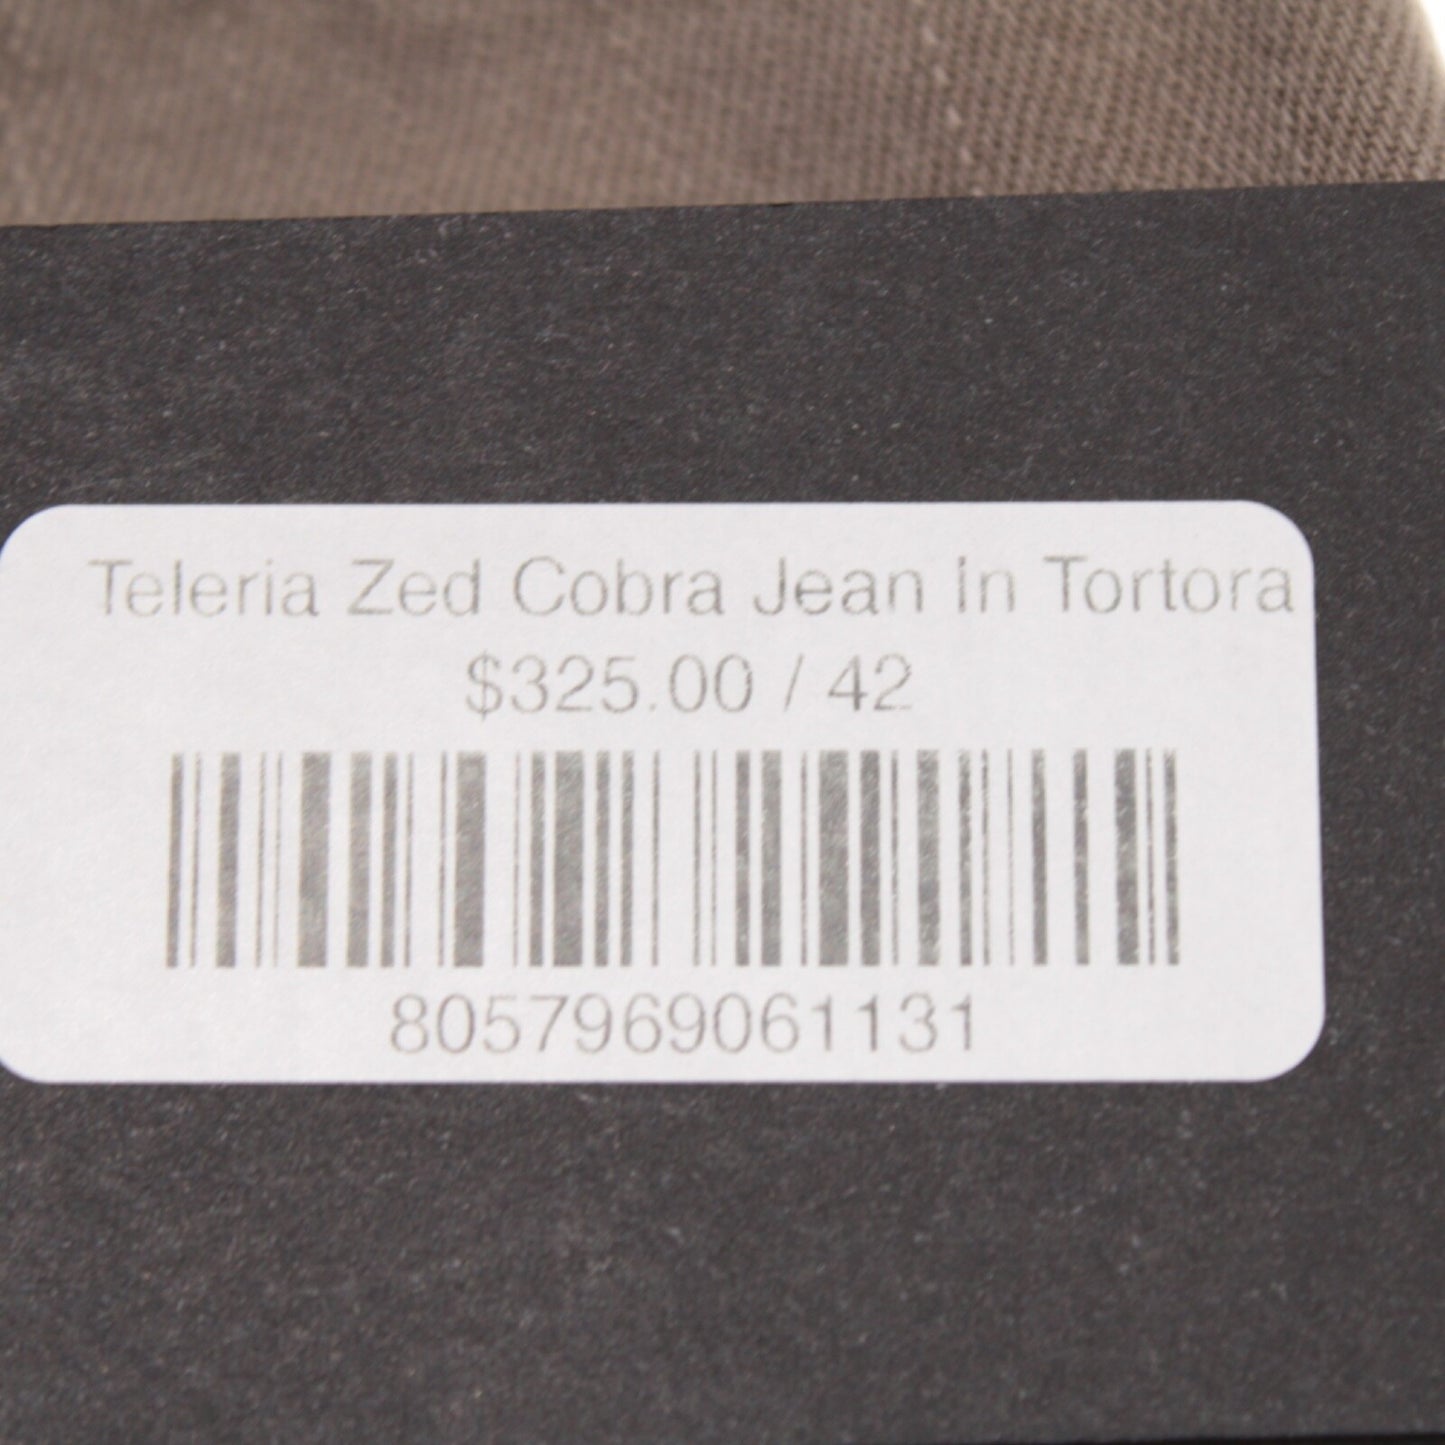 Teleria Zed Cobra Jean In Tortora
$325.00 / 42
8057969061131